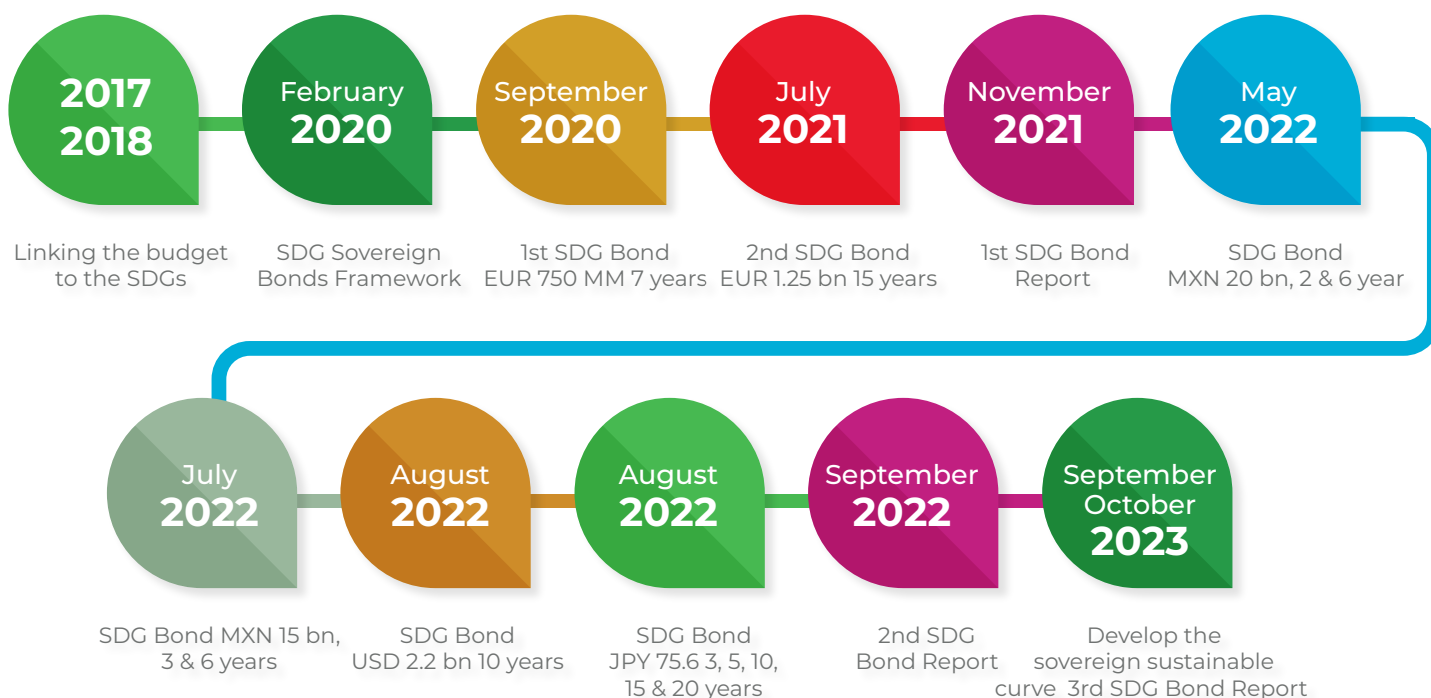 2017
2018
Linking the budget
to the SDGs
February
2020
SDG Sovereign
Bonds Framework
September
2020
1st SDG Bond
EUR 750 MM 7 years
July
2021
2nd SDG Bond
EUR 1.25 bn 15 years
November
2021
1st SDG Bond
Report
May
2022
SDG Bond
MXN 20 bn, 2 & 6 year
July
2022
SDG Bond MXN 15 bn,
3 & 6 years
August
2022
SDG Bond
USD 2.2 bn 10 years
August
2022
SDG Bond
JPY 75.6 3, 5, 10,
15 & 20 years
September
2022
2nd SDG
Bond Report
September
October
2023
Develop the
sovereign sustainable
curve 3rd SDG Bond Report